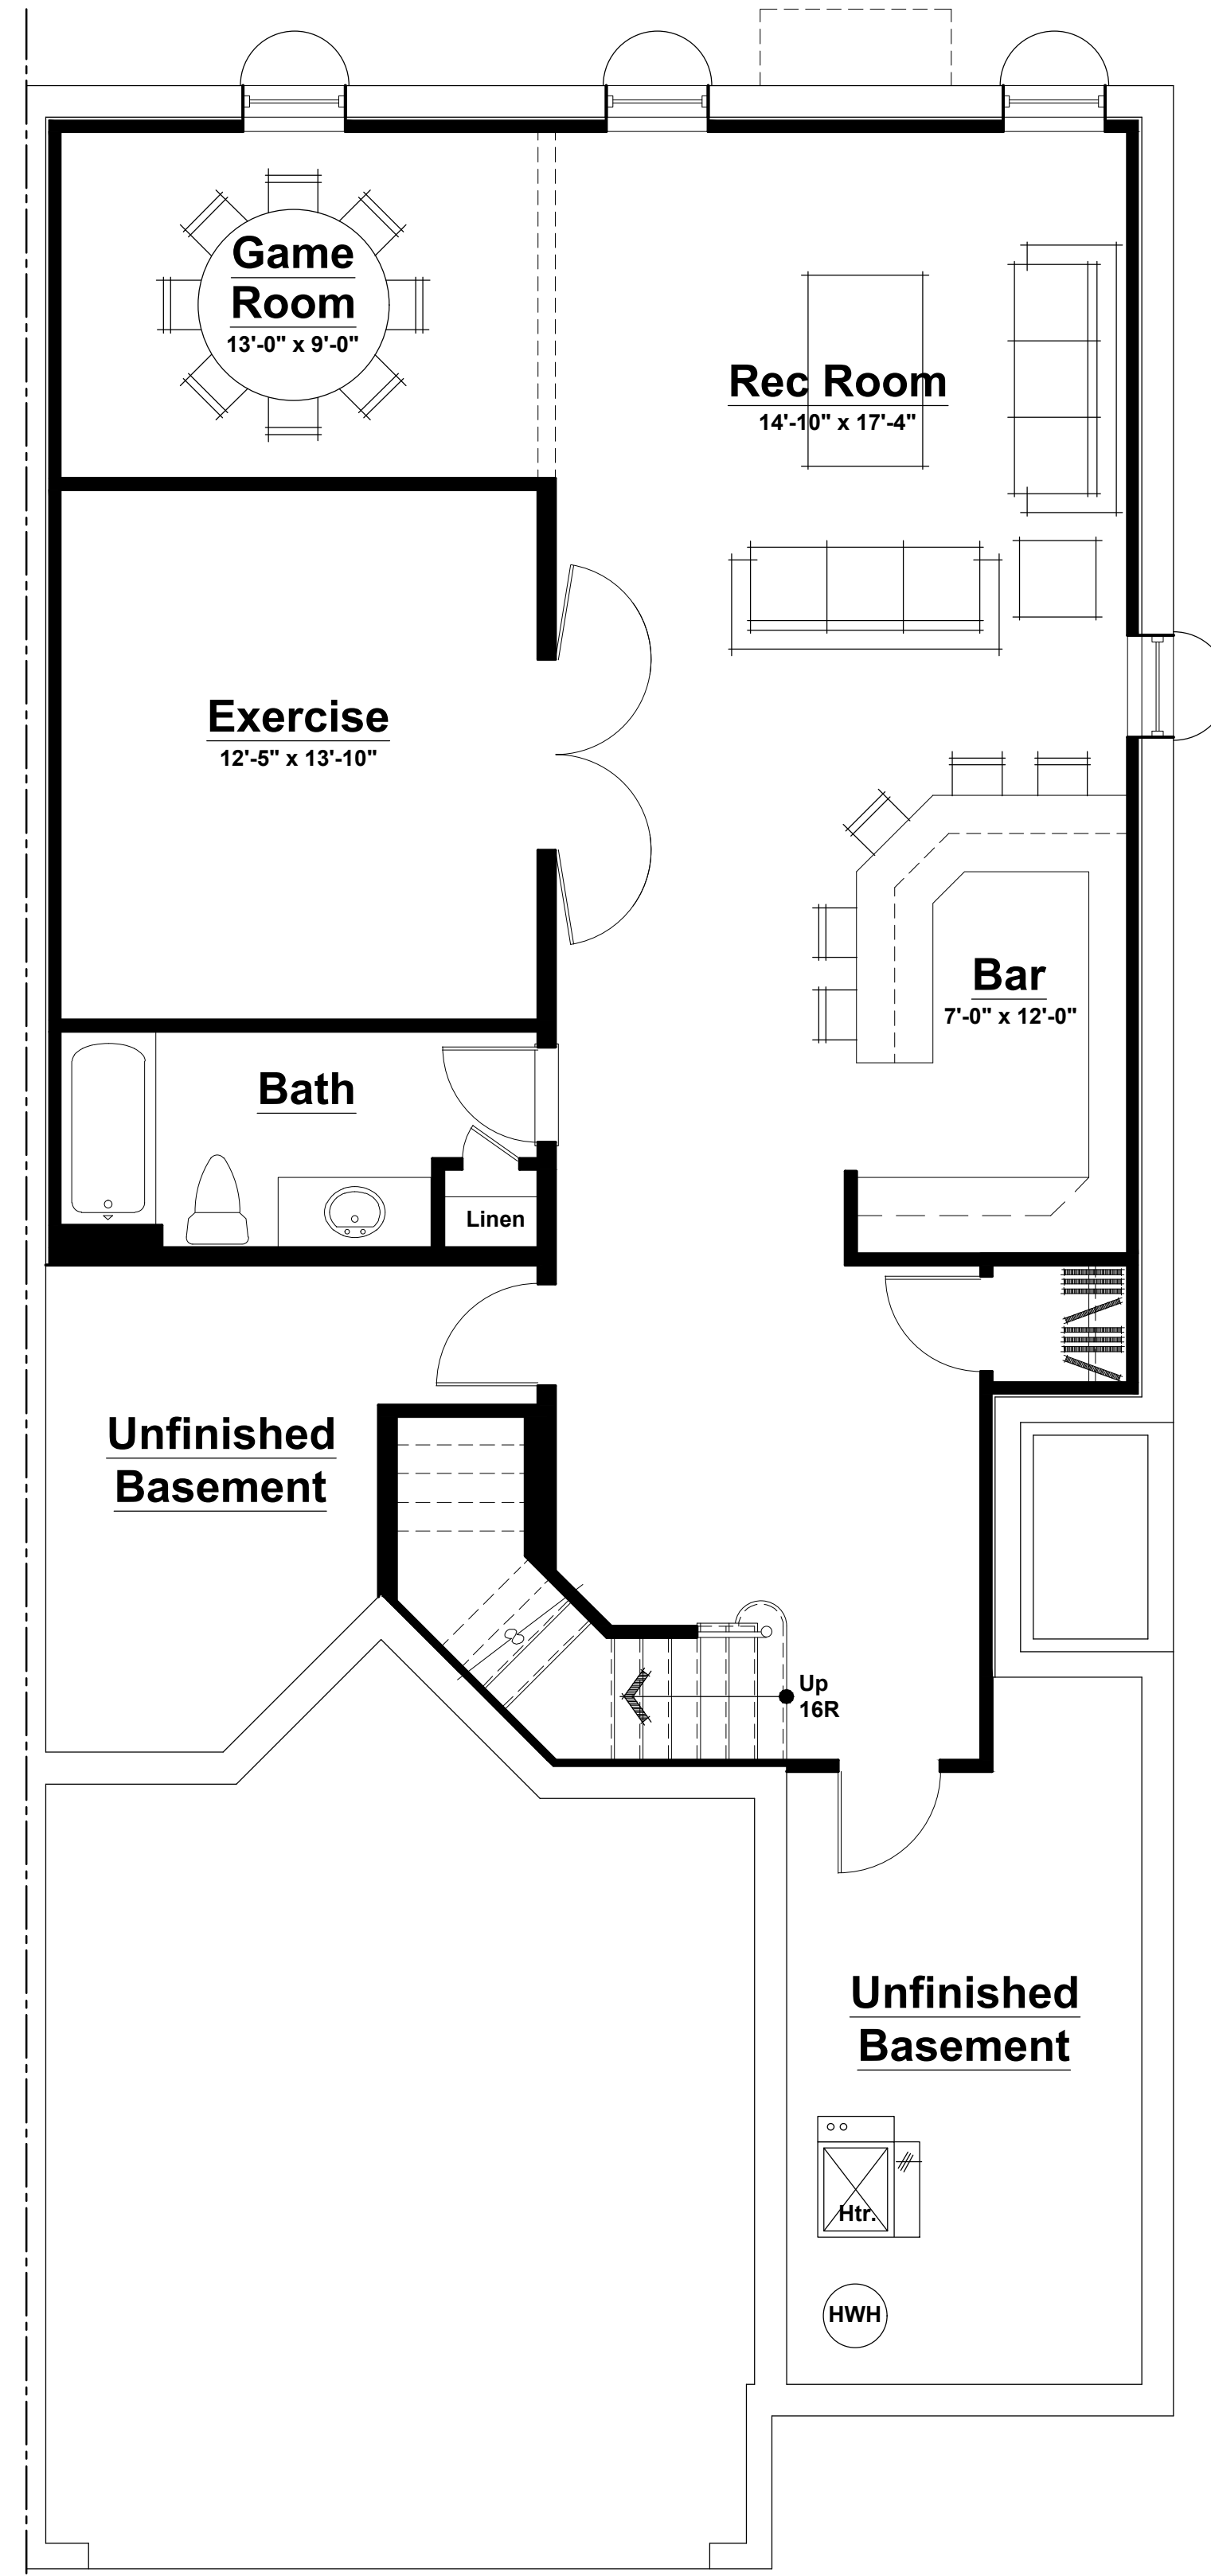 Game
Room
13'-0" x 9'-0"
Rec Room
14'-10" x 17'-4"
Exercise
12'-5" x 13'-10"
Bar
7'-0" x 12'-0"
Bath
Linen
Unfinished
Basement
Up
16R
Unfinished
Basement
Htr.
HWH